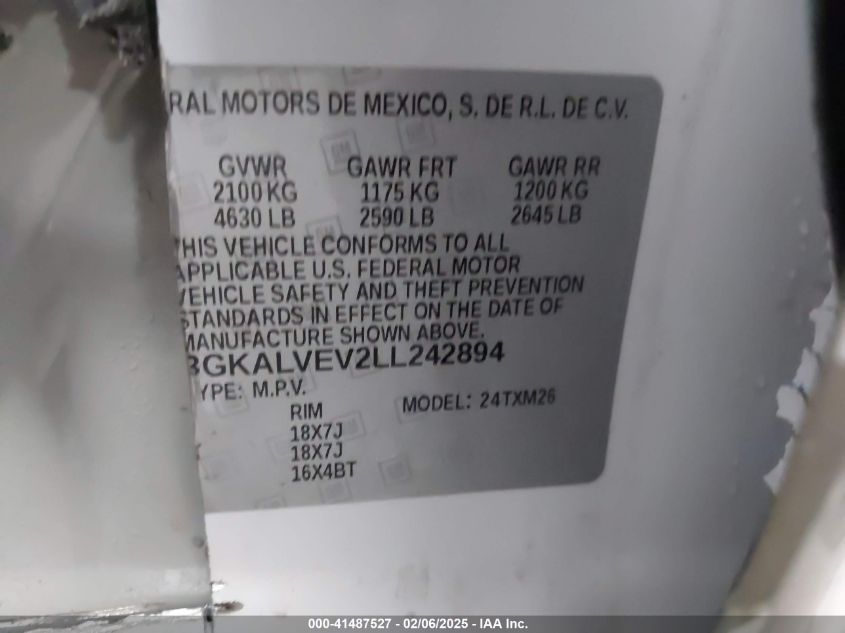 RAL MOTORS DE MEXICO, S. DE R.L. DE C.V.
GVWR GAWR FRT GAWR RR
2100 KG 1175 KG 1200 KG
4630 LB 2590 LB 2645 LB
THIS VEHICLE CONFORMS TO ALL
APPLICABLE U.S. FEDERAL MOTOR
VEHICLE SAFETY AND THEFT PREVENTION
STANDARDS IN EFFECT ON THE DATE OF
MANUFACTURE SHOWN ABOVE.
3GKALVEV2LL242894
YPE: M.P.V.
RIM MODEL: 24TXM26
18X7J
18X7J
16X4BT
000-41487527 - 02/06/2025 - IAA Inc.